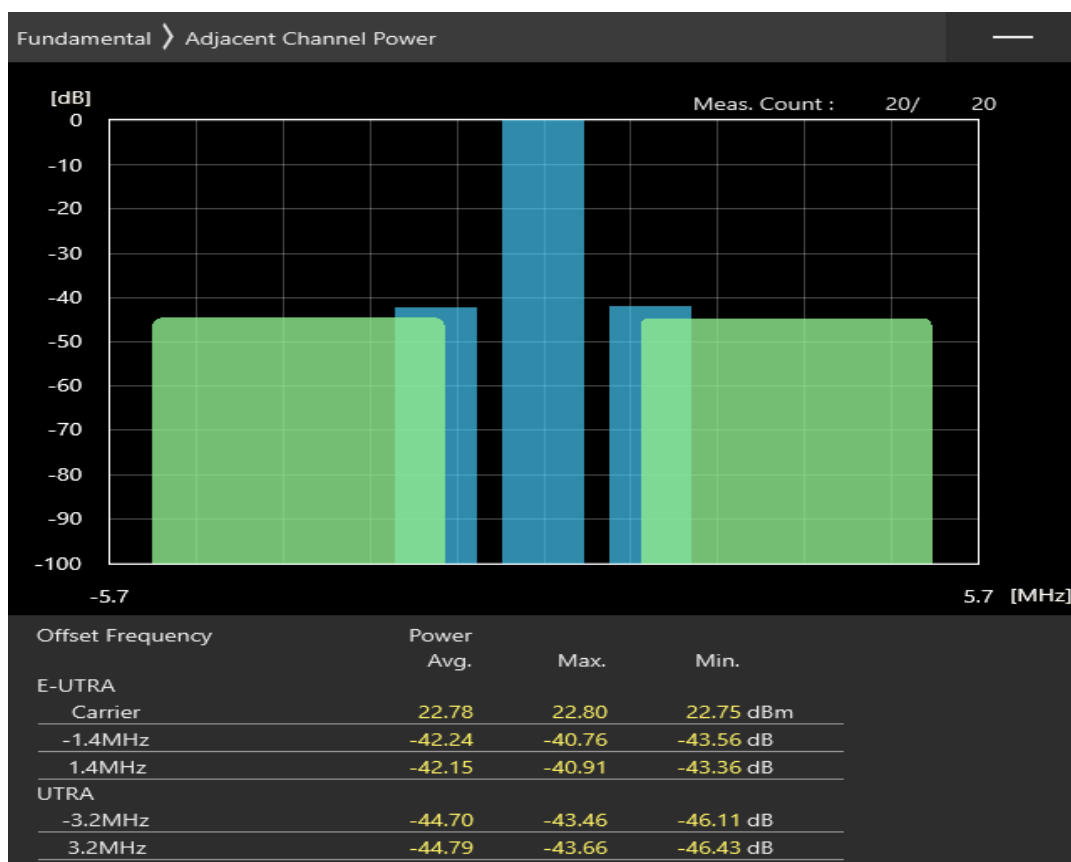 Fundamental 〉 Adjacent Channel Power
[dB]
Meas. Count : 20/ 20
0
-10
-20
-30
-40
-50
-60
-70
-80
-90
-100
-5.7 5.7 [MHz]
Offset Frequency Power
Avg. Max. Min.
E-UTRA
Carrier 22.78 22.80 22.75 dBm
-1.4MHz -42.24 -40.76 -43.56 dB
1.4MHz -42.15 -40.91 -43.36 dB
UTRA
-3.2MHz -44.70 -43.46 -46.11 dB
3.2MHz -44.79 -43.66 -46.43 dB